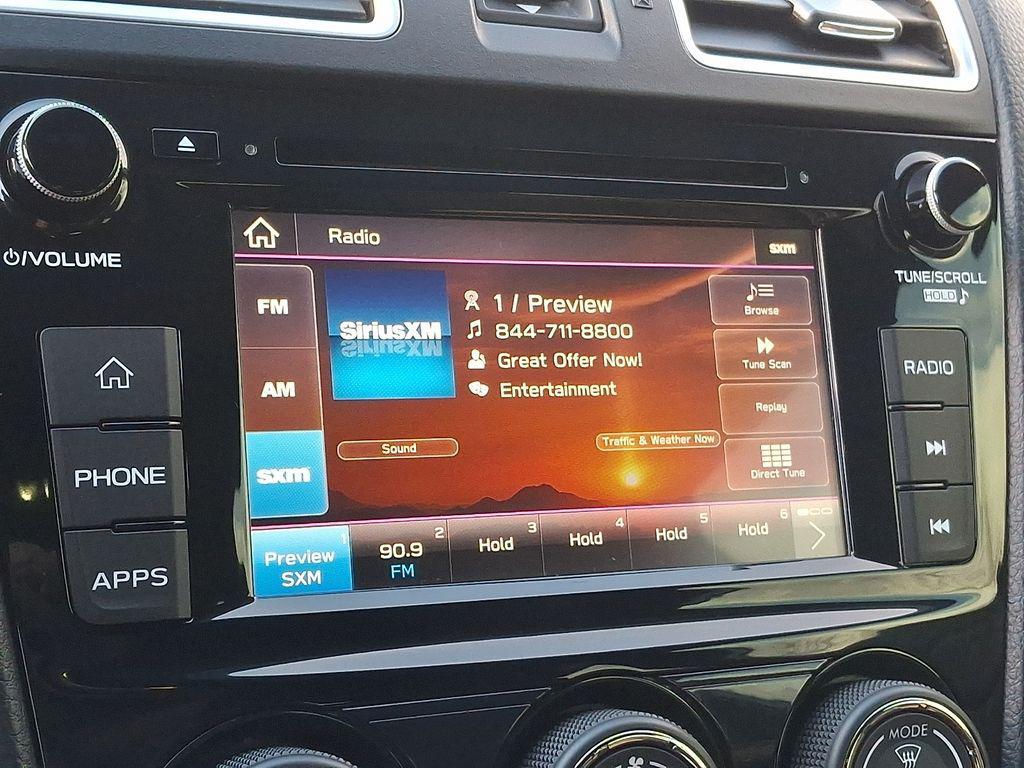 /VOLUME
TUNE/SCROLL
HOLD
PHONE
APPS
RADIO
Radio
sxm
FM
AM
sxm
SiriusXM
1 / Preview
844-711-8800
Great Offer Now!
Entertainment
Sound
Traffic & Weather Now
Browse
Tune Scan
Replay
Direct Tune
1
Preview
SXM
2
90.9
FM
3
Hold
4
Hold
5
Hold
6
Hold
MODE